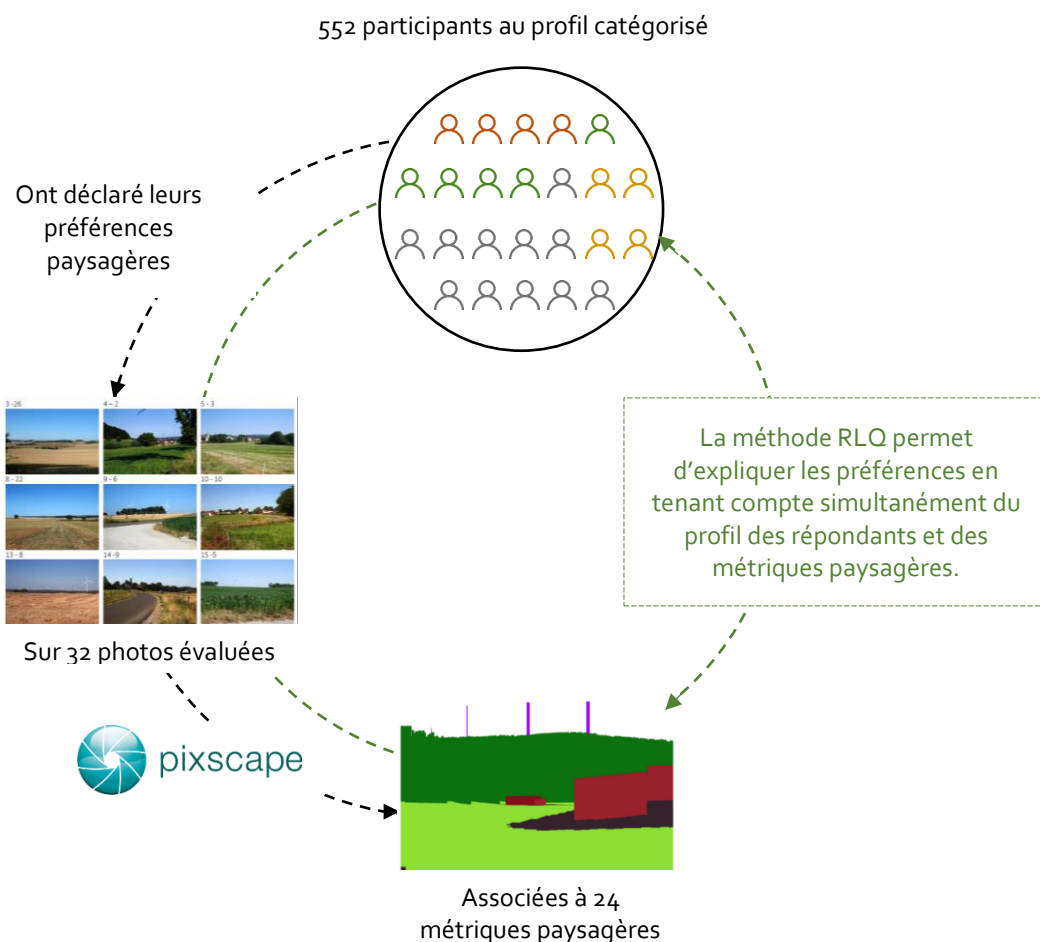 552 participants au profil catégorisé
Ont déclaré leurs
préférences
paysagères
3 -26
4 – 2
5 - 3
8 – 22
9 - 6
10 – 10
13 – 8
14 -9
15 -5
Sur 32 photos évaluées
La méthode RLQ permet
d'expliquer les préférences en
tenant compte simultanément du
profil des répondants et des
métriques paysagères.
pixscape
Associées à 24
métriques paysagères